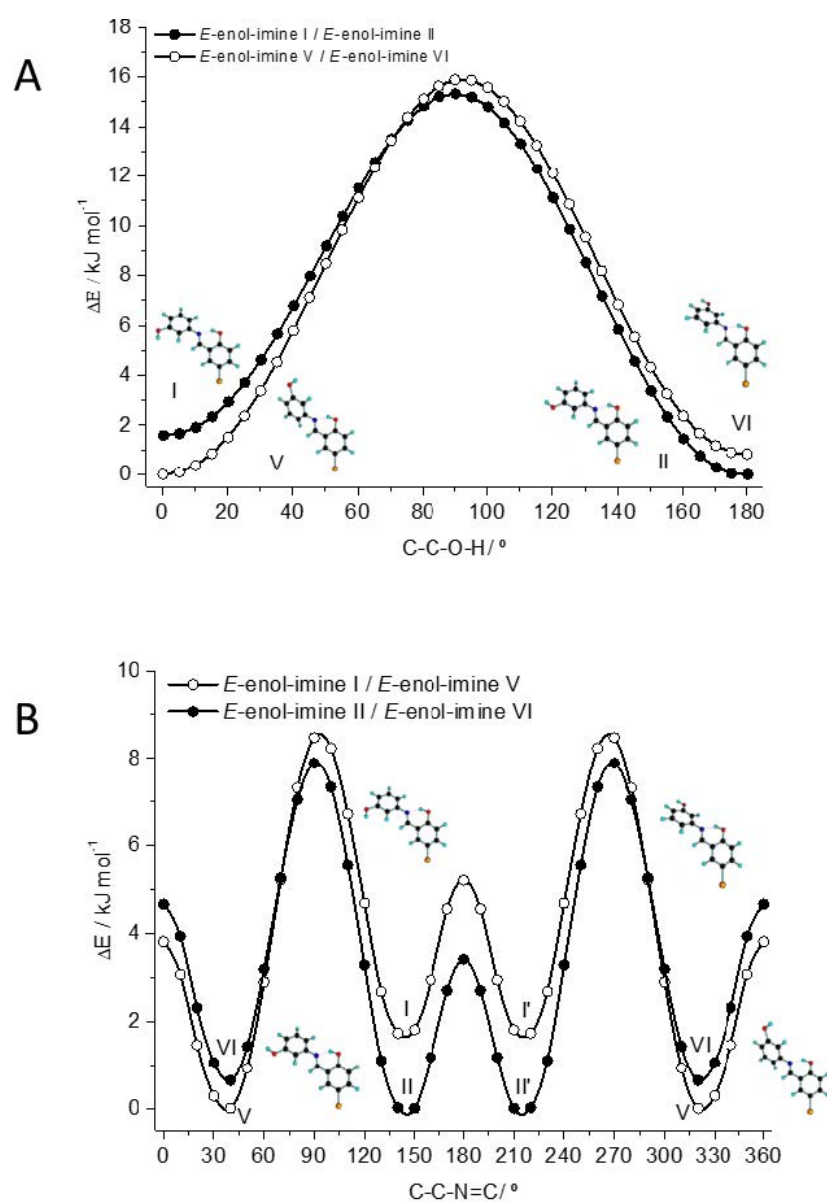 A
E-enol-imine I / E-enol-imine II
E-enol-imine V / E-enol-imine VI
18
16
14
12
10
8
6
4
2
0
ΔE / kJ mol⁻¹
I
V
II
VI
0 20 40 60 80 100 120 140 160 180
C-C-O-H/ º
B
E-enol-imine I / E-enol-imine V
E-enol-imine II / E-enol-imine VI
10
8
6
4
2
0
ΔE / kJ mol⁻¹
I I'
VI VI
II II'
V V
0 30 60 90 120 150 180 210 240 270 300 330 360
C-C-N=C/ º